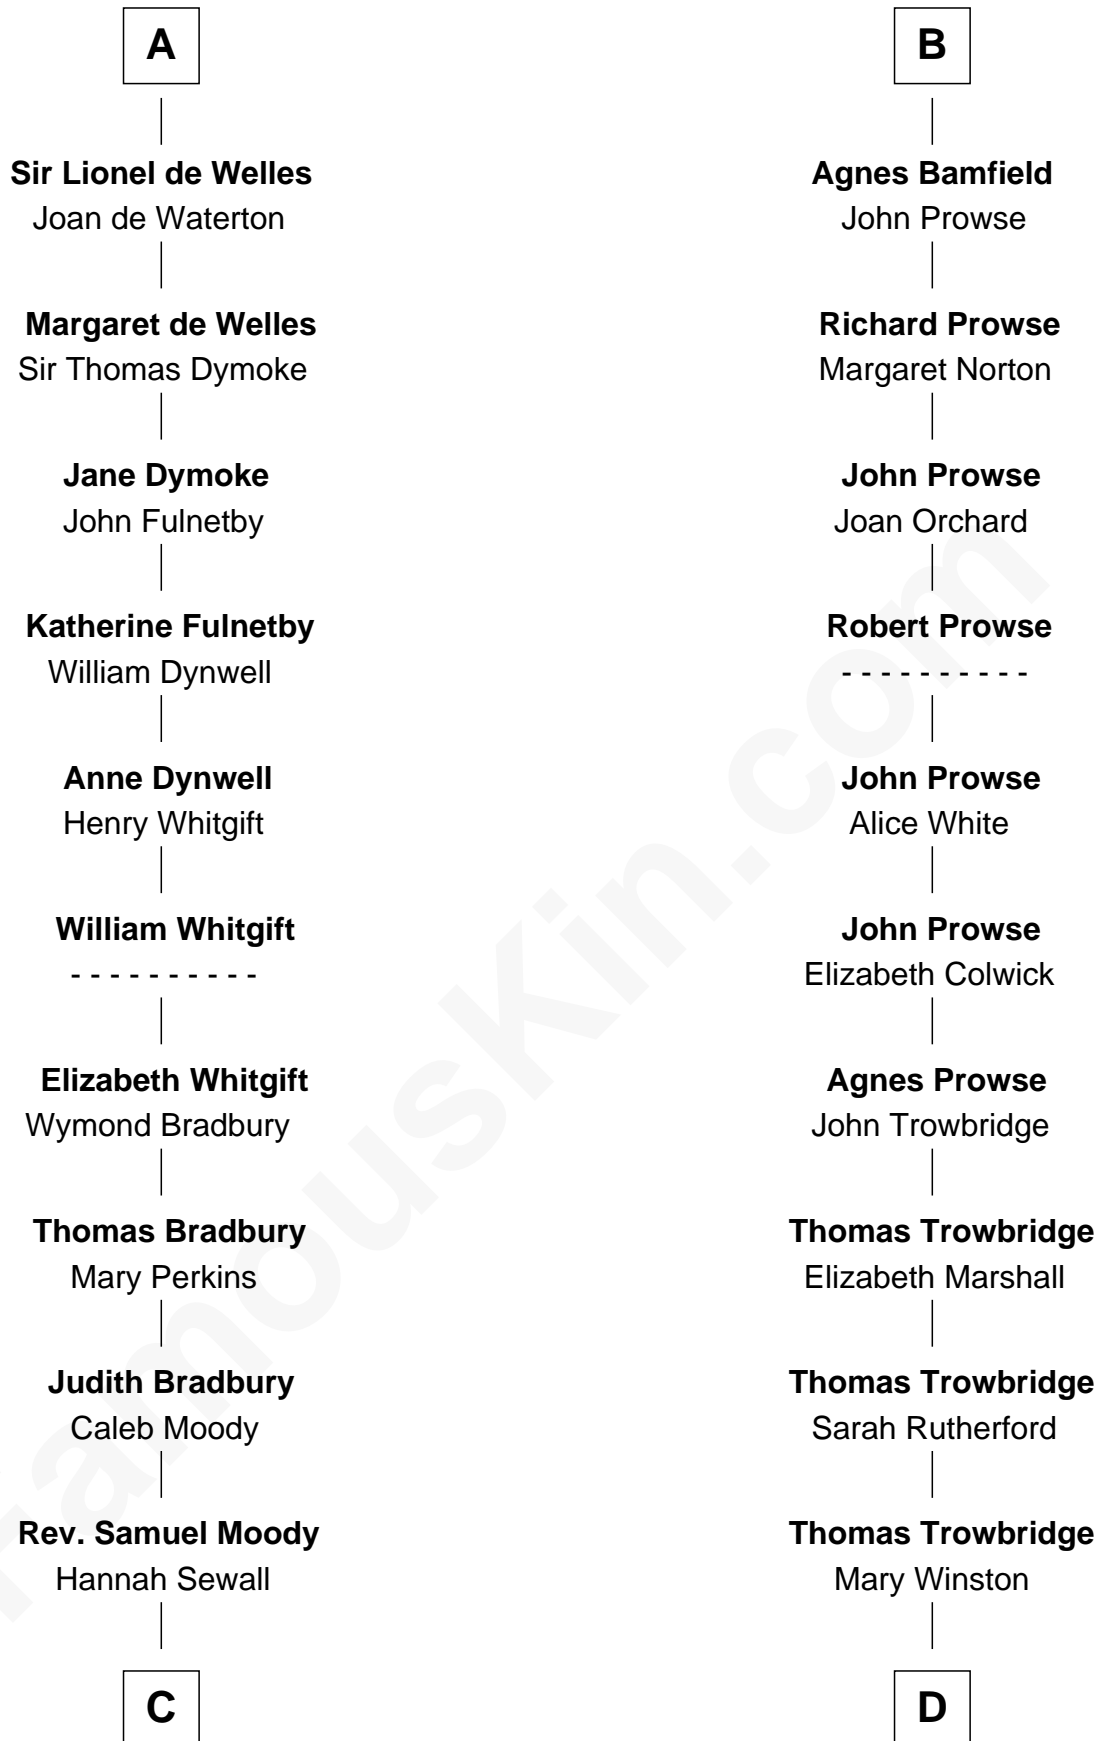 A
Sir Lionel de Welles
Joan de Waterton
Margaret de Welles
Sir Thomas Dymoke
Jane Dymoke
John Fulnetby
Katherine Fulnetby
William Dynwell
Anne Dynwell
Henry Whitgift
William Whitgift
- - - - - - - - - -
Elizabeth Whitgift
Wymond Bradbury
Thomas Bradbury
Mary Perkins
Judith Bradbury
Caleb Moody
Rev. Samuel Moody
Hannah Sewall
C
B
Agnes Bamfield
John Prowse
Richard Prowse
Margaret Norton
John Prowse
Joan Orchard
Robert Prowse
- - - - - - - - - -
John Prowse
Alice White
John Prowse
Elizabeth Colwick
Agnes Prowse
John Trowbridge
Thomas Trowbridge
Elizabeth Marshall
Thomas Trowbridge
Sarah Rutherford
Thomas Trowbridge
Mary Winston
D
FamousKin.com